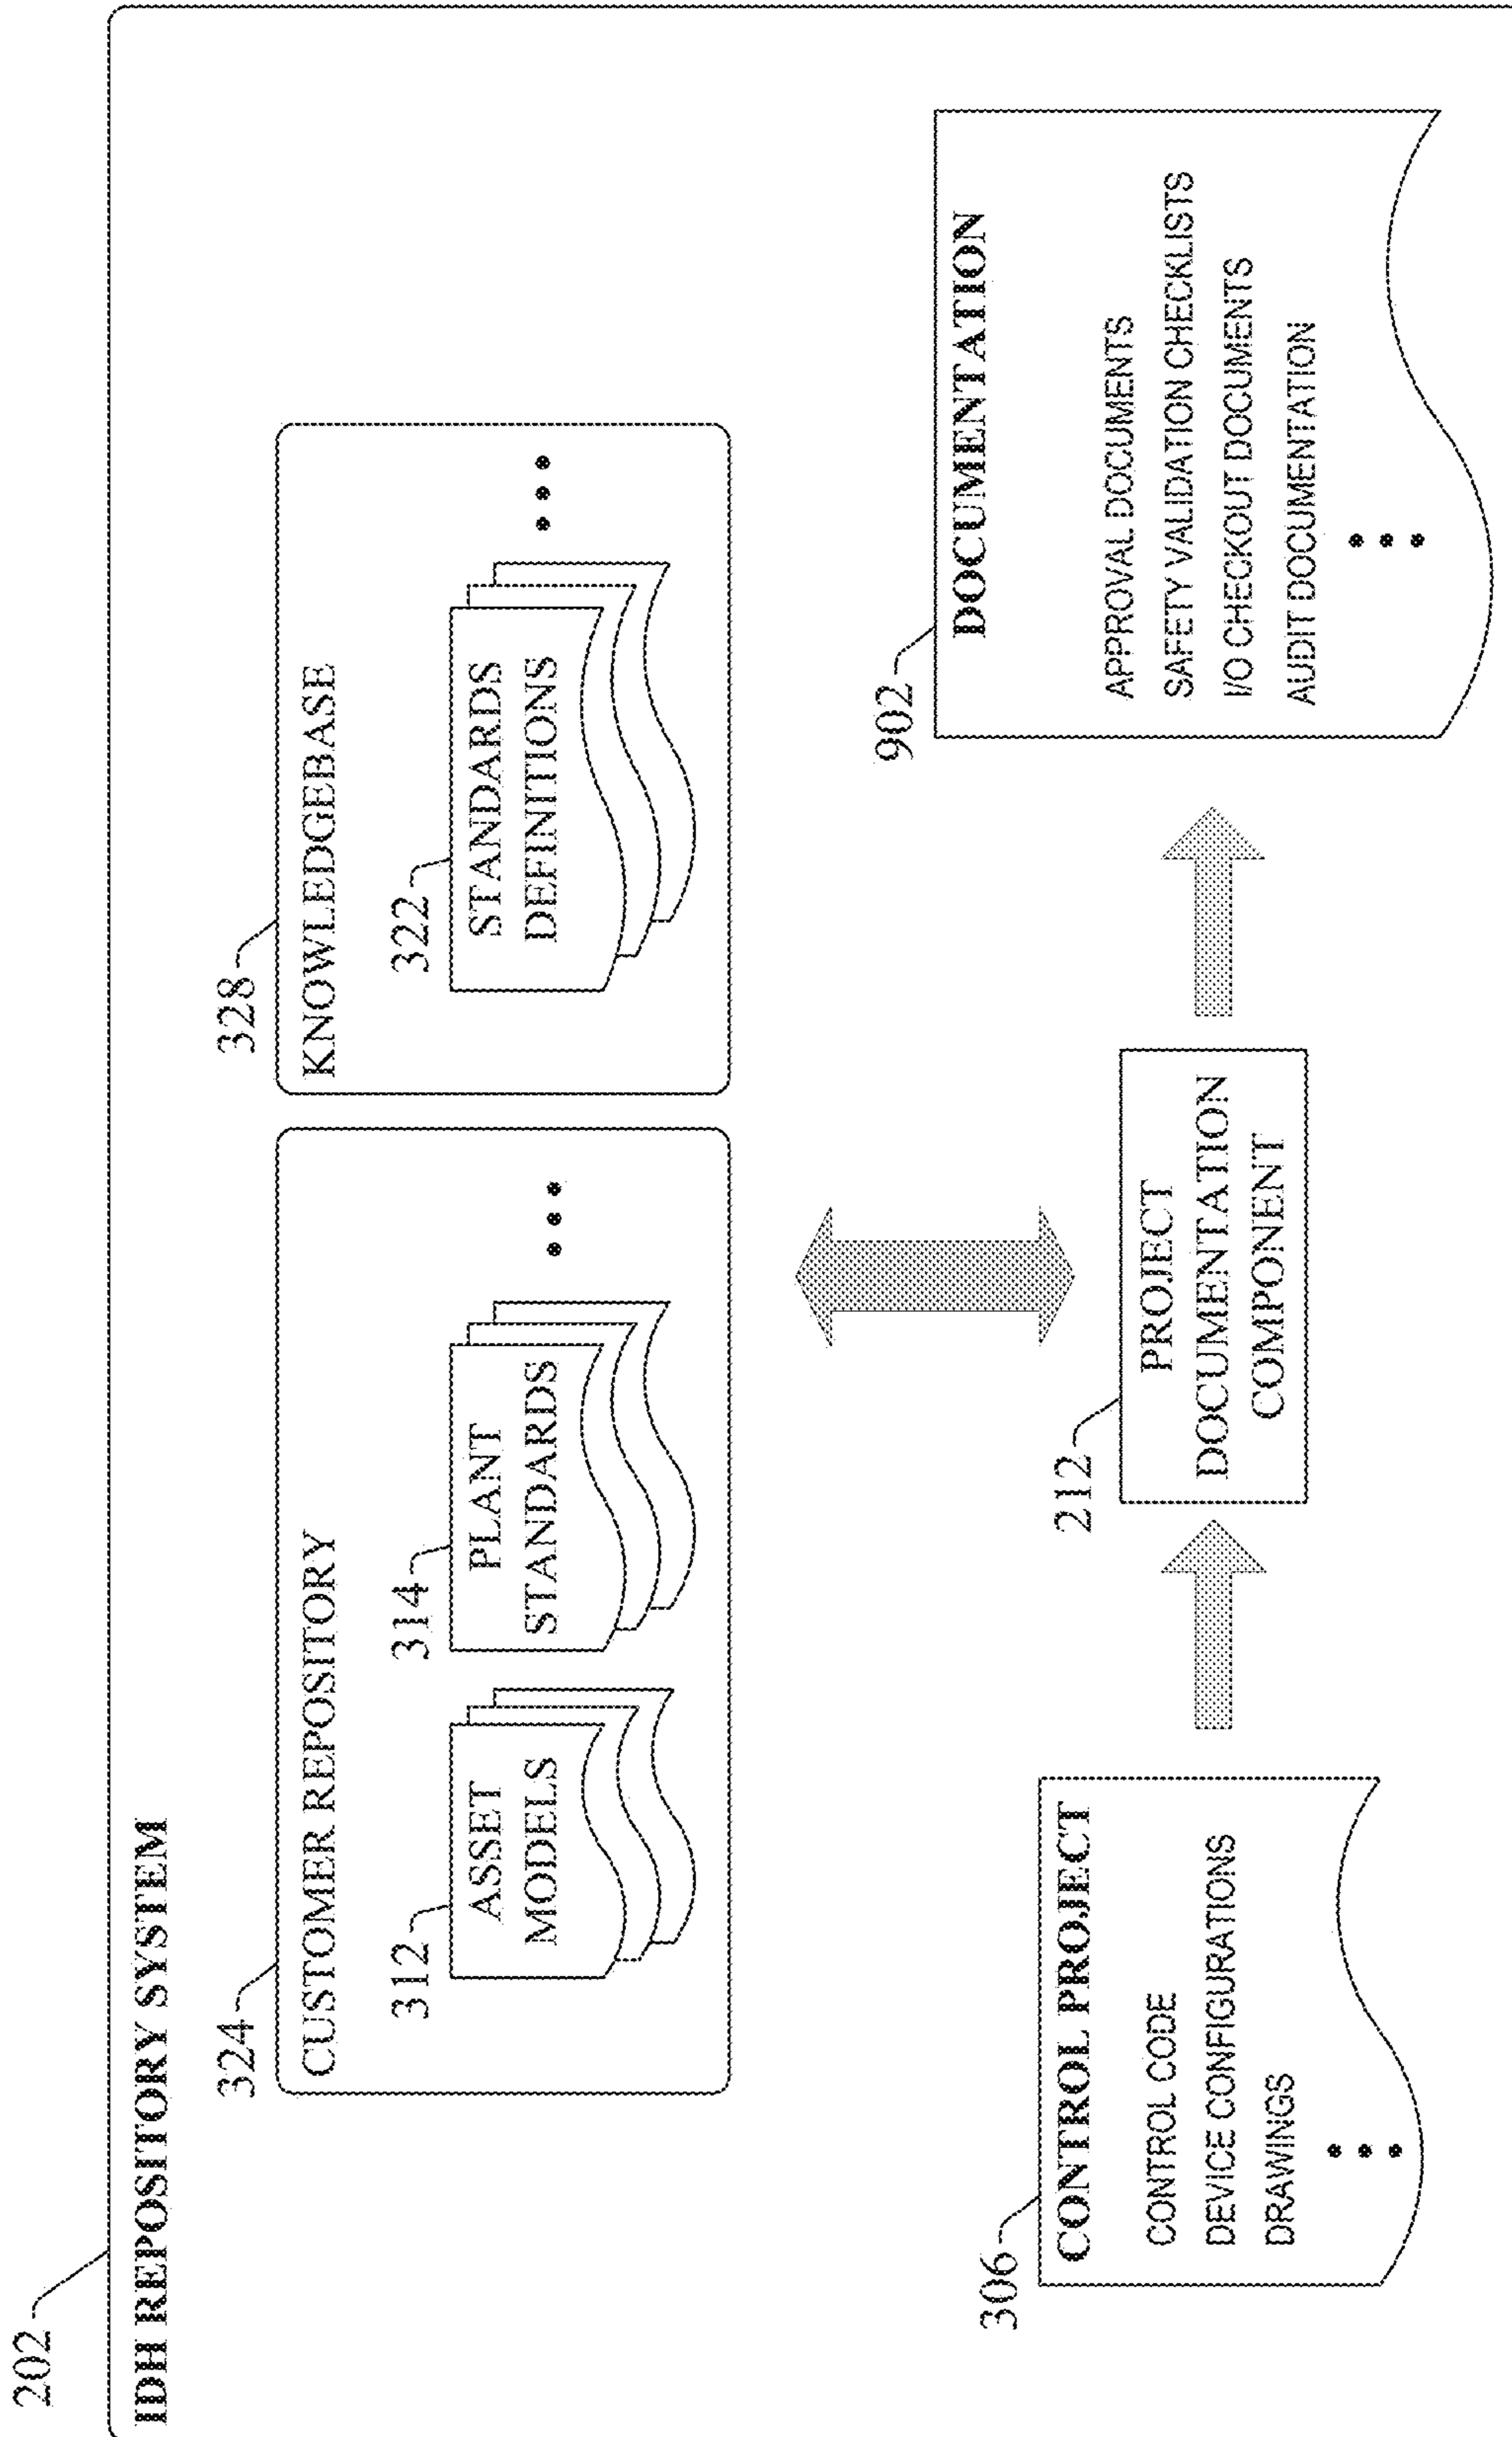 202
IDH REPOSITORY SYSTEM
324
CUSTOMER REPOSITORY
312
ASSET
MODELS
314
PLANT
STANDARDS
328
KNOWLEDGEBASE
322
STANDARDS
DEFINITIONS
306
CONTROL PROJECT
CONTROL CODE
DEVICE CONFIGURATIONS
DRAWINGS
212
PROJECT
DOCUMENTATION
COMPONENT
902
DOCUMENTATION
APPROVAL DOCUMENTS
SAFETY VALIDATION CHECKLISTS
I/O CHECKOUT DOCUMENTS
AUDIT DOCUMENTATION